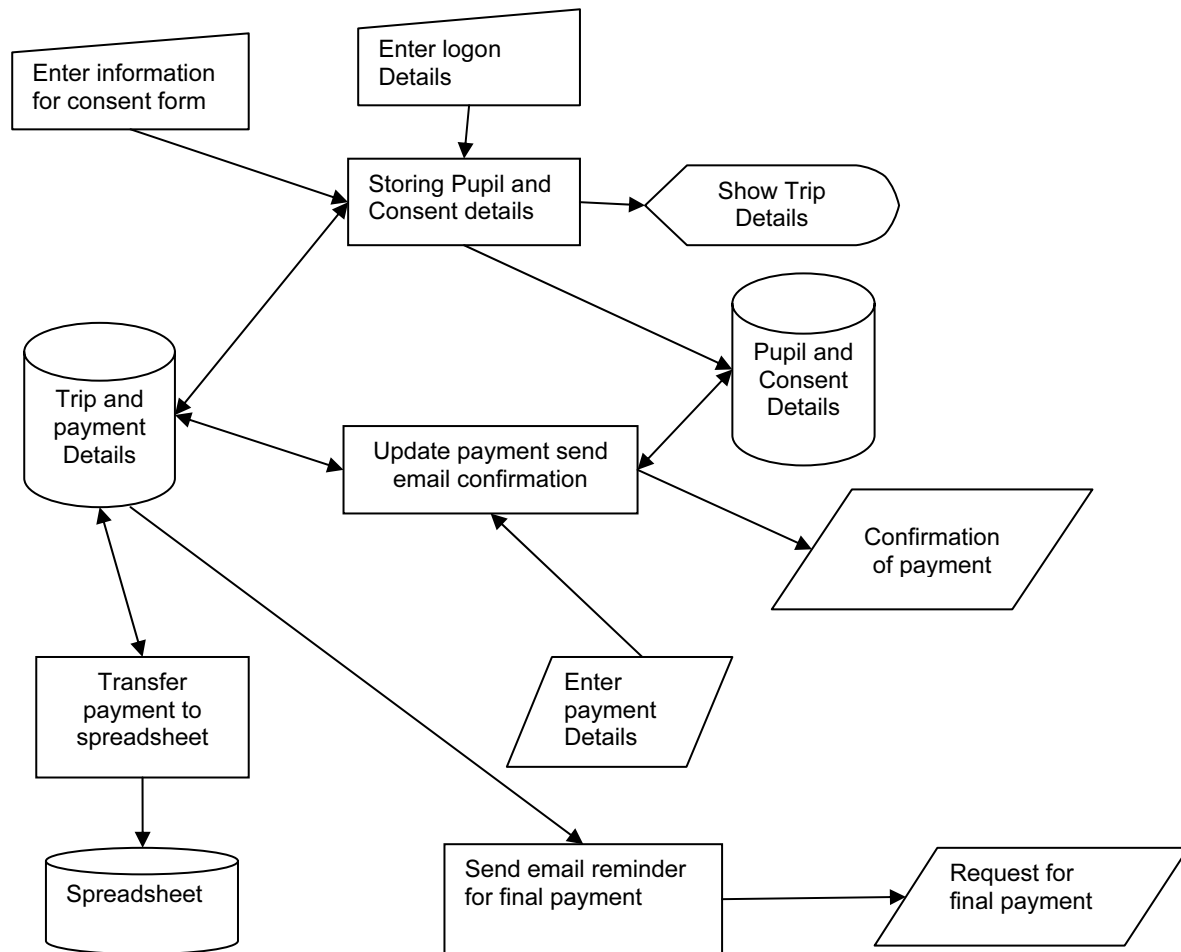 Enter information
for consent form
Enter logon
Details
Storing Pupil and
Consent details
Show Trip
Details
Trip and
payment
Details
Pupil and
Consent
Details
Update payment send
email confirmation
Confirmation
of payment
Transfer
payment to
spreadsheet
Enter
payment
Details
Spreadsheet
Send email reminder
for final payment
Request for
final payment